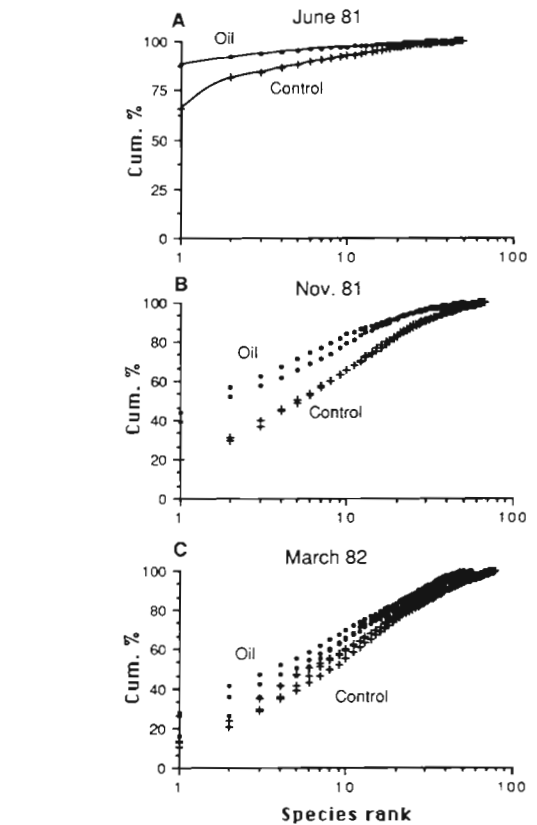 A
June 81
Oil
Control
100
75
50
25
0
Cum. %
1
10
100
B
Nov. 81
Oil
Control
100
80
60
40
20
0
Cum. %
1
10
100
C
March 82
Oil
Control
100
80
60
40
20
0
Cum. %
1
10
100
Species rank